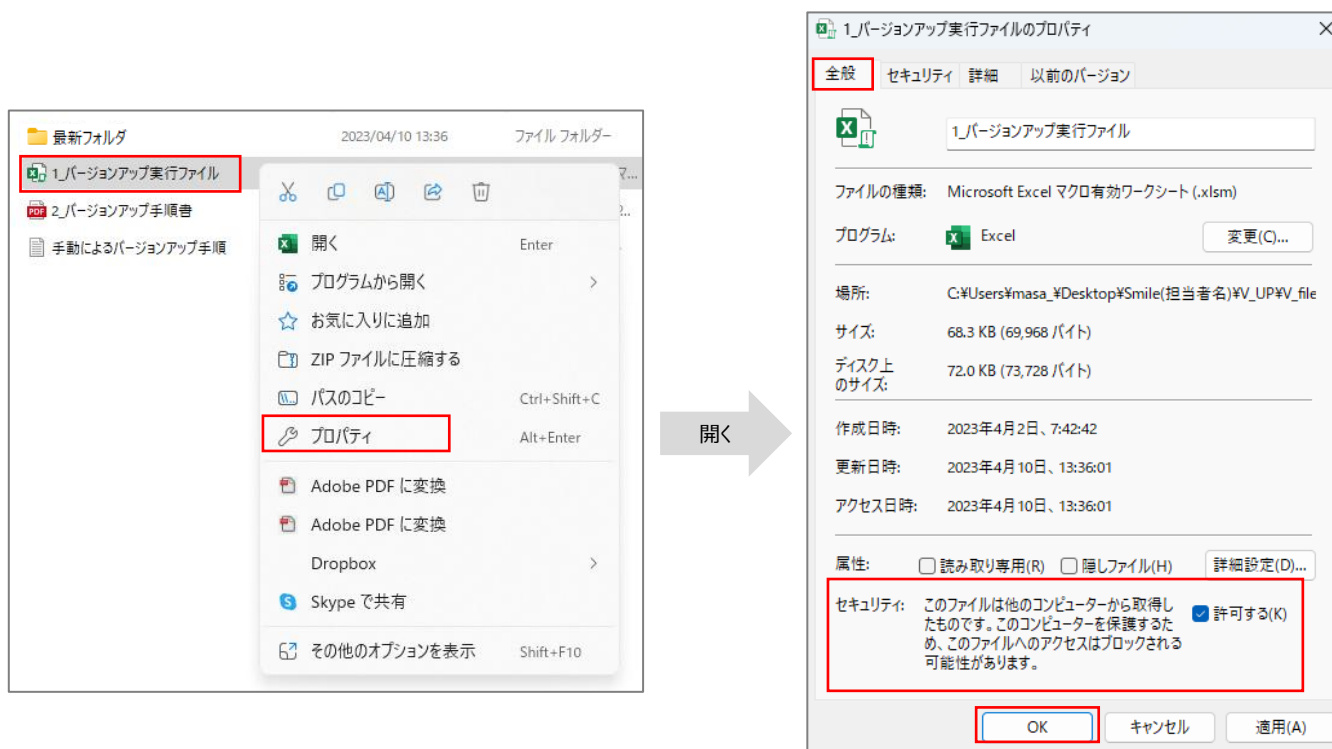 最新フォルダ 2023/04/10 13:36 ファイル フォルダー
1_バージョンアップ実行ファイル
2_バージョンアップ手順書
手動によるバージョンアップ手順
開く Enter
プログラムから開く
お気に入りに追加
ZIP ファイルに圧縮する
パスのコピー Ctrl+Shift+C
プロパティ Alt+Enter
Adobe PDF に変換
Adobe PDF に変換
Dropbox
Skype で共有
その他のオプションを表示 Shift+F10
開く
1_バージョンアップ実行ファイルのプロパティ
全般 セキュリティ 詳細 以前のバージョン
1_バージョンアップ実行ファイル
ファイルの種類: Microsoft Excel マクロ有効ワークシート (.xlsm)
プログラム: Excel 変更(C)...
場所: C:¥Users¥masa_¥Desktop¥Smile(担当者名)¥V_UP¥V_file
サイズ: 68.3 KB (69,968 バイト)
ディスク上
のサイズ: 72.0 KB (73,728 バイト)
作成日時: 2023年4月2日、7:42:42
更新日時: 2023年4月10日、13:36:01
アクセス日時: 2023年4月10日、13:36:01
属性: 読み取り専用(R) 隠しファイル(H) 詳細設定(D)...
セキュリティ: このファイルは他のコンピューターから取得し
たものです。このコンピューターを保護するた
め、このファイルへのアクセスはブロックされる
可能性があります。
許可する(K)
OK キャンセル 適用(A)